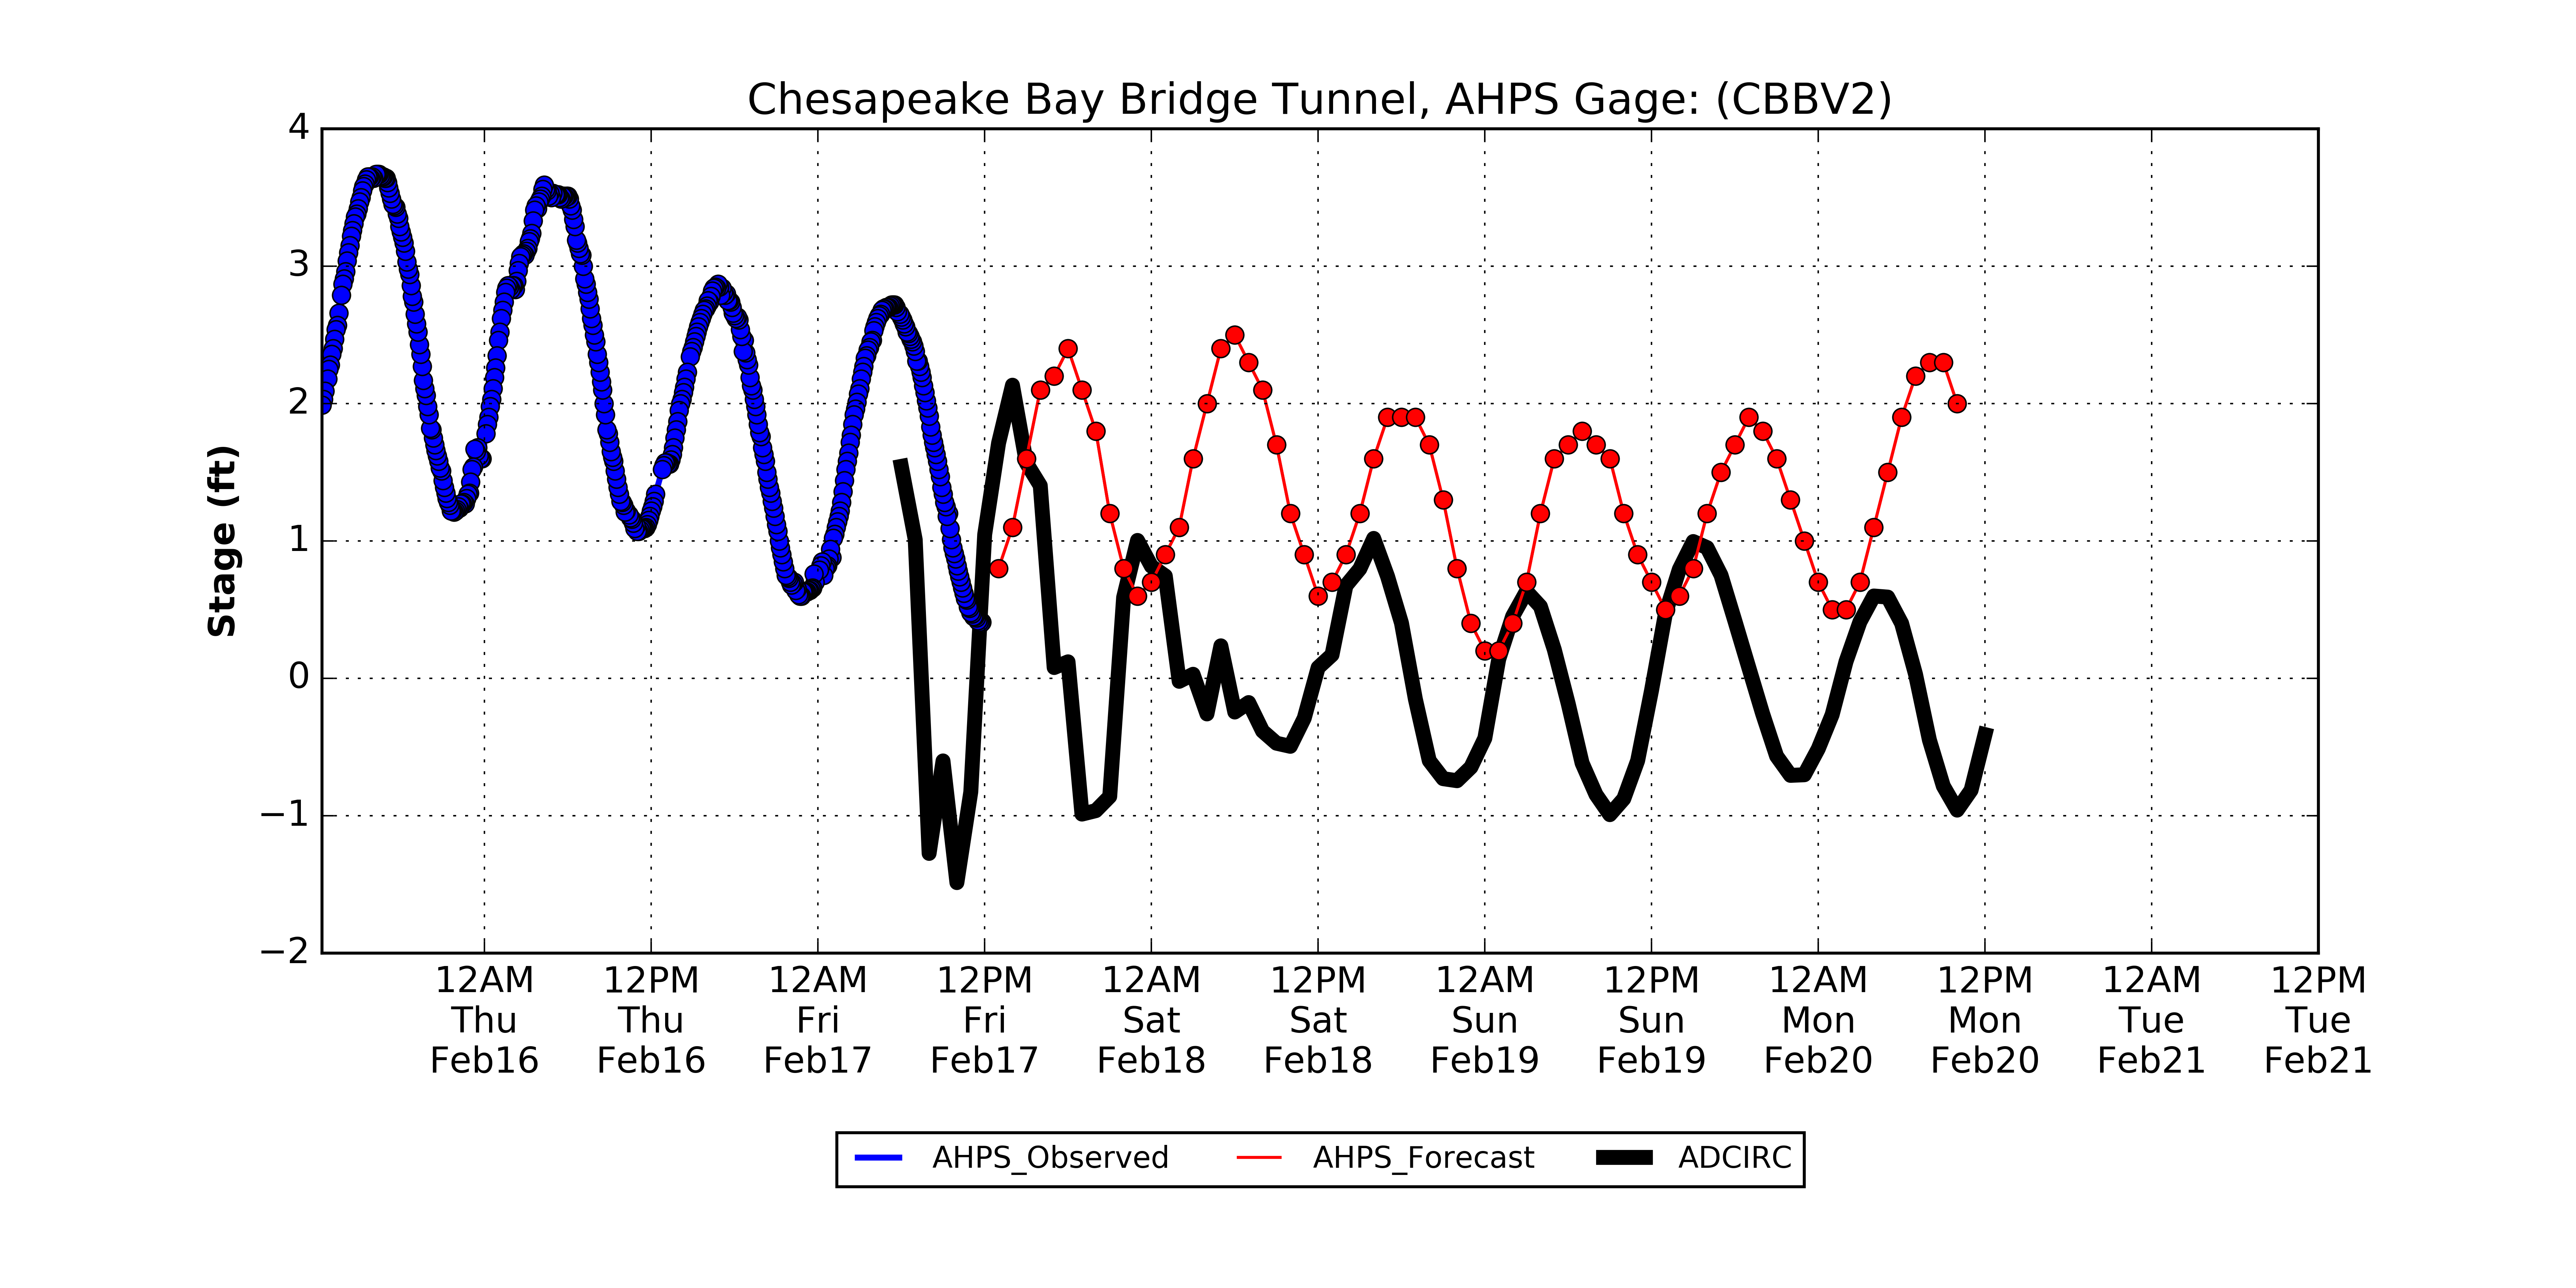 Chesapeake Bay Bridge Tunnel, AHPS Gage: (CBBV2)
4
3
2
1
0
−1
−2
Stage (ft)
12AM 12PM 12AM 12PM 12AM 12PM 12AM 12PM 12AM 12PM 12AM 12PM
Thu Thu Fri Fri Sat Sat Sun Sun Mon Mon Tue Tue
Feb16 Feb16 Feb17 Feb17 Feb18 Feb18 Feb19 Feb19 Feb20 Feb20 Feb21 Feb21
AHPS_Observed AHPS_Forecast ADCIRC